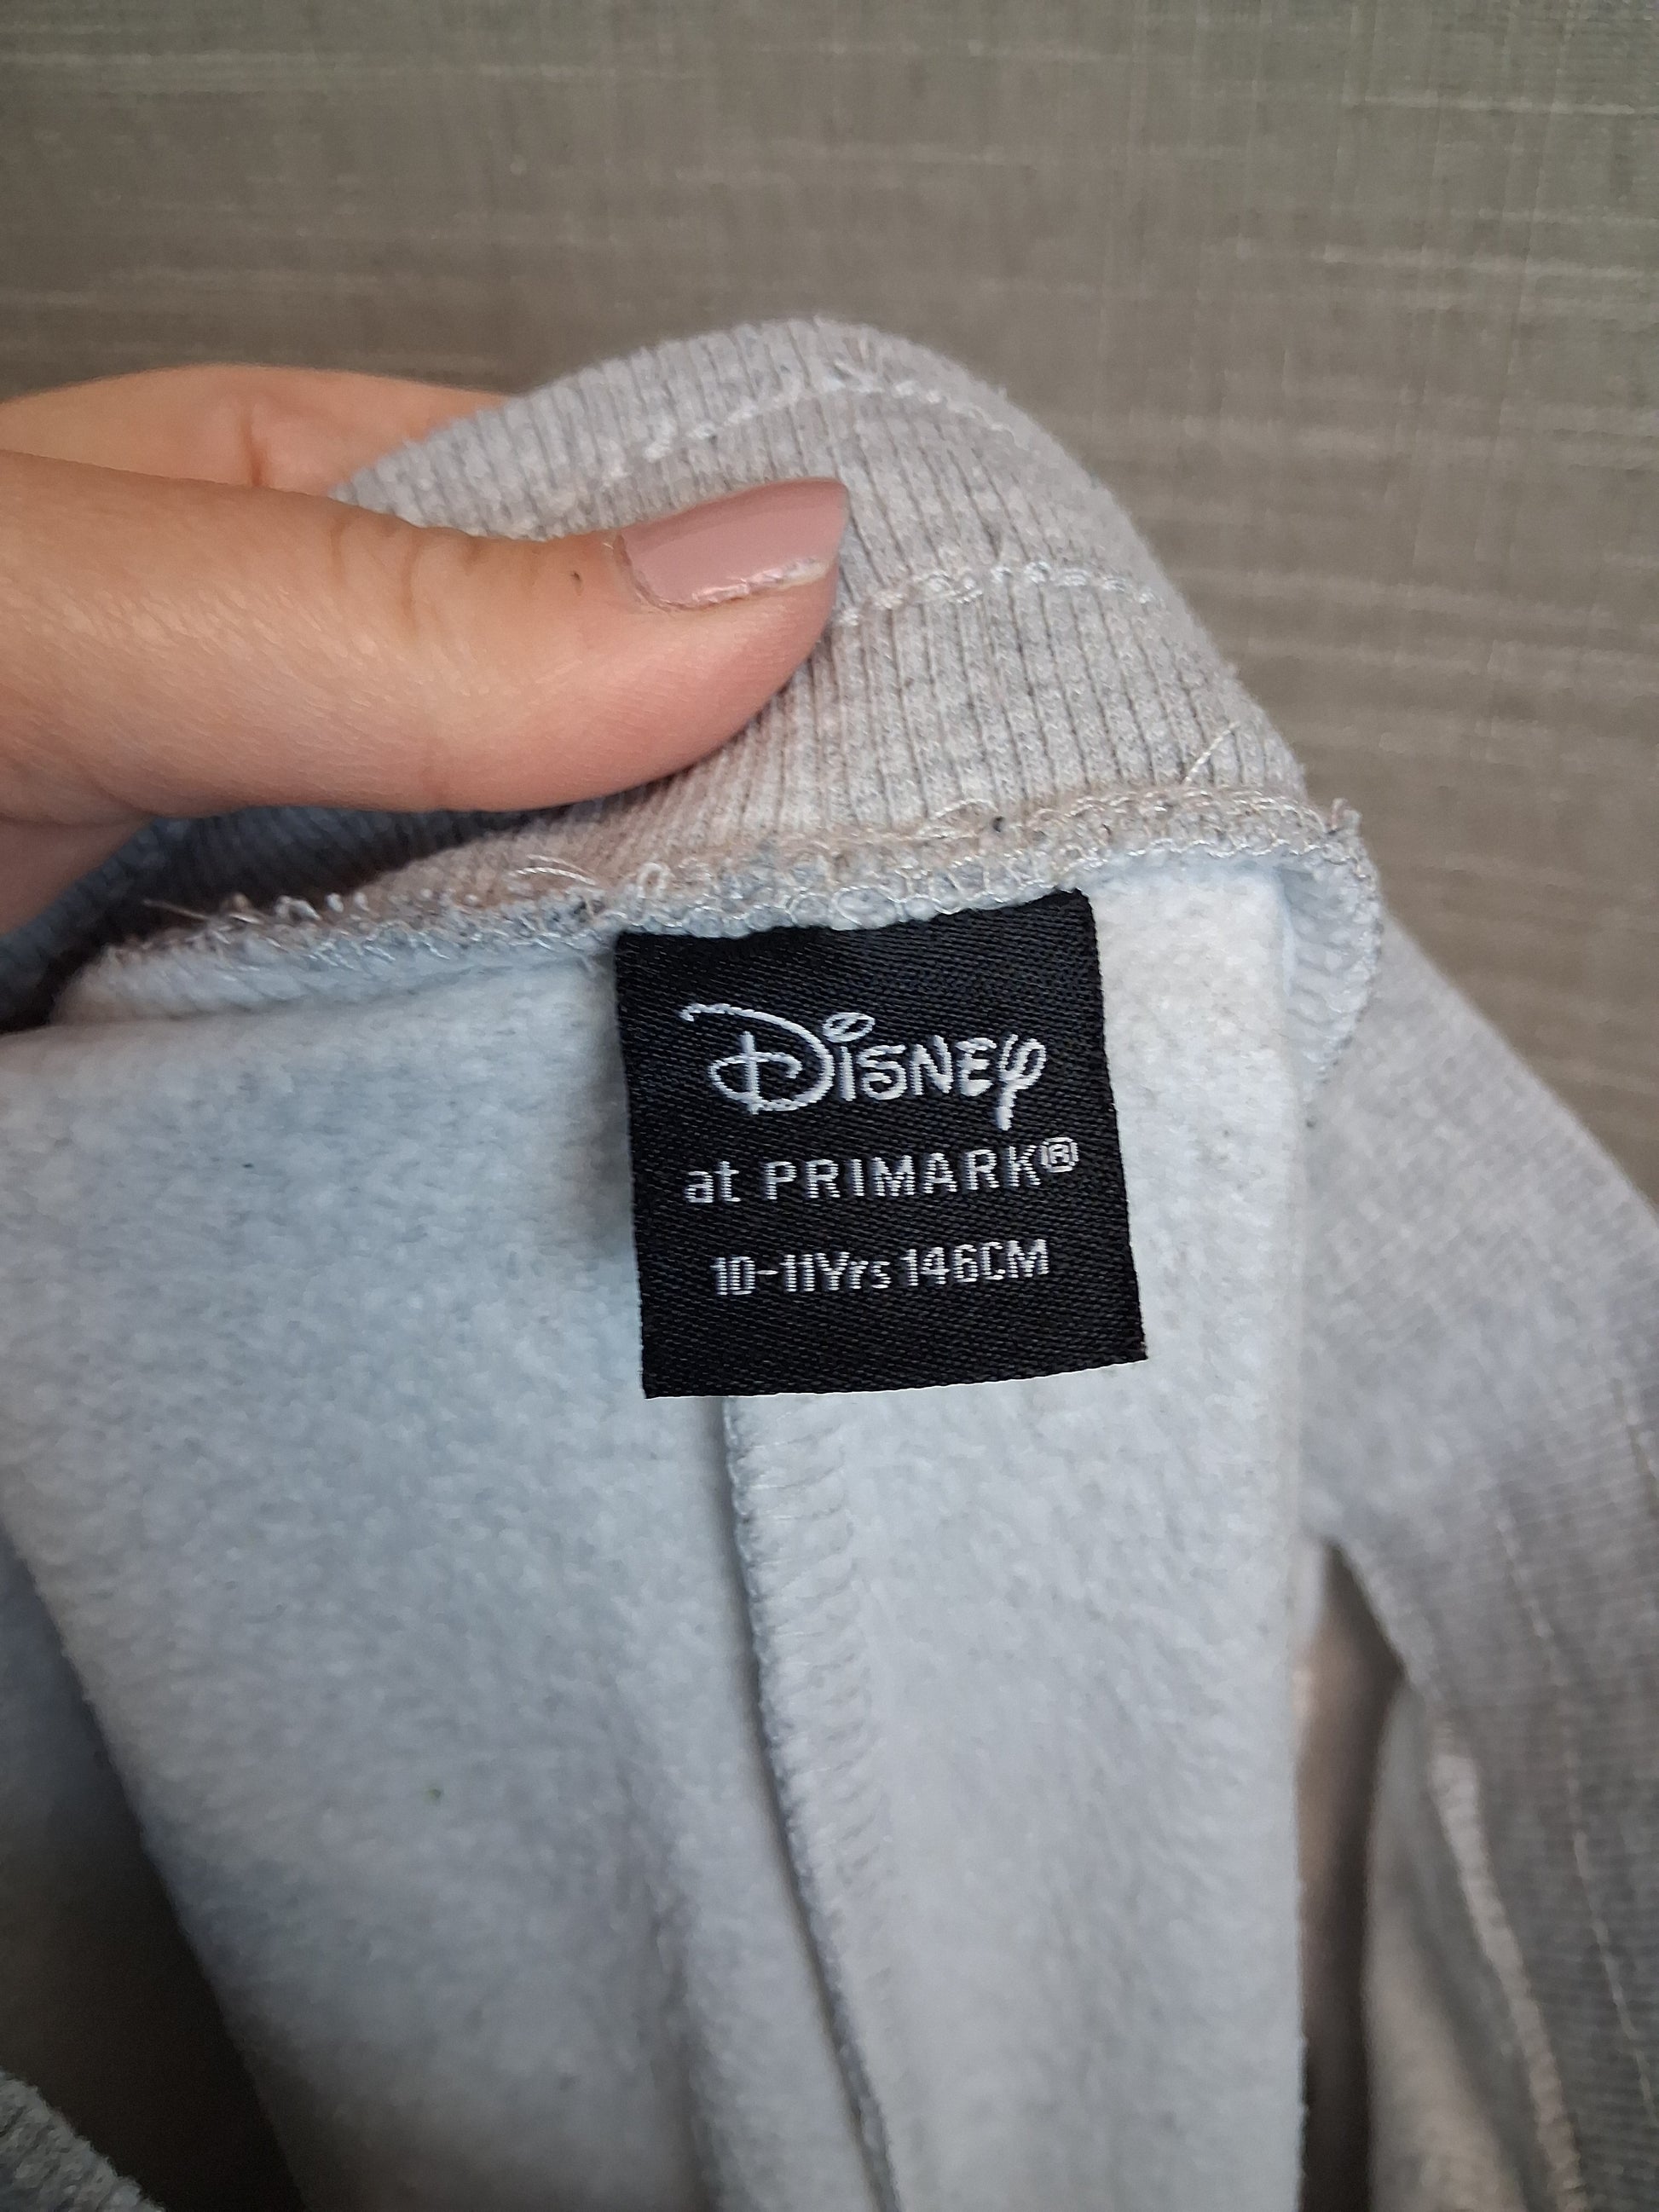 Disney
at PRIMARK®
10-11Yrs 146CM